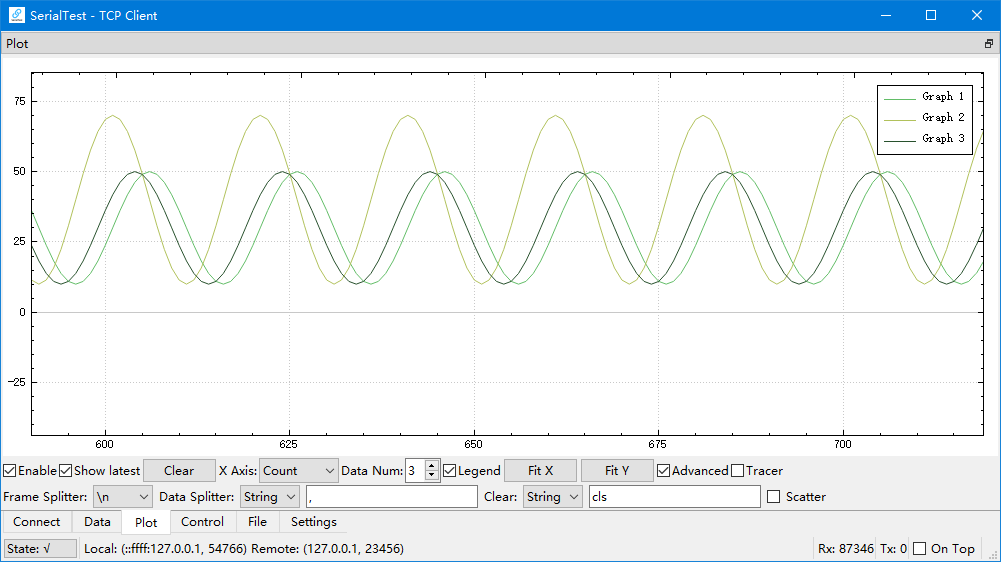 SerialTest - TCP Client
Plot
Graph 1
Graph 2
Graph 3
75
50
25
0
−25
600 625 650 675 700
Enable Show latest Clear X Axis: Count Data Num: 3 Legend Fit X Fit Y Advanced Tracer
Frame Splitter: \n Data Splitter: String , Clear: String cls Scatter
Connect Data Plot Control File Settings
State: √ Local: (::ffff:127.0.0.1, 54766) Remote: (127.0.0.1, 23456) Rx: 87346 Tx: 0 On Top